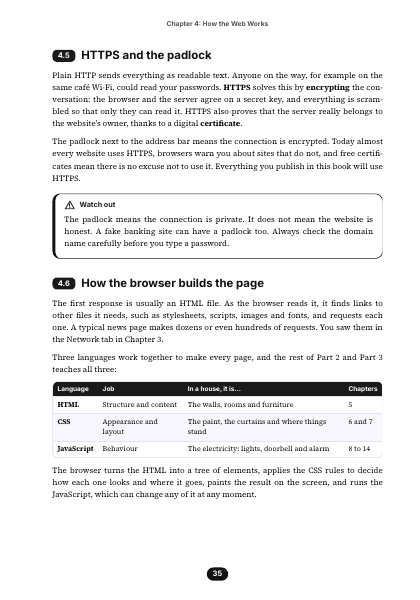 Chapter 4: How the Web Works
4.5 HTTPS and the padlock
Plain HTTP sends everything as readable text. Anyone on the way, for example on the
same café Wi-Fi, could read your passwords. HTTPS solves this by encrypting the con-
versation: the browser and the server agree on a secret key, and everything is scram-
bled so that only they can read it. HTTPS also proves that the server really belongs to
the website's owner, thanks to a digital certificate.
The padlock next to the address bar means the connection is encrypted. Today almost
every website uses HTTPS, browsers warn you about sites that do not, and free certifi-
cates mean there is no excuse not to use it. Everything you publish in this book will use
HTTPS.
Watch out
The padlock means the connection is private. It does not mean the website is
honest. A fake banking site can have a padlock too. Always check the domain
name carefully before you type a password.
4.6 How the browser builds the page
The first response is usually an HTML file. As the browser reads it, it finds links to
other files it needs, such as stylesheets, scripts, images and fonts, and requests each
one. A typical news page makes dozens or even hundreds of requests. You saw them in
the Network tab in Chapter 3.
Three languages work together to make every page, and the rest of Part 2 and Part 3
teaches all three:
Language Job In a house, it is... Chapters
HTML Structure and content The walls, rooms and furniture 5
CSS Appearance and The paint, the curtains and where things 6 and 7
layout stand
JavaScript Behaviour The electricity: lights, doorbell and alarm 8 to 14
The browser turns the HTML into a tree of elements, applies the CSS rules to decide
how each one looks and where it goes, paints the result on the screen, and runs the
JavaScript, which can change any of it at any moment.
35